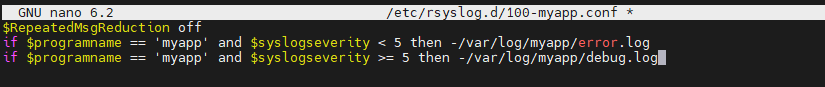 GNU nano 6.2 /etc/rsyslog.d/100-myapp.conf *
$RepeatedMsgReduction off
if $programname == 'myapp' and $syslogseverity < 5 then -/var/log/myapp/error.log
if $programname == 'myapp' and $syslogseverity >= 5 then -/var/log/myapp/debug.log